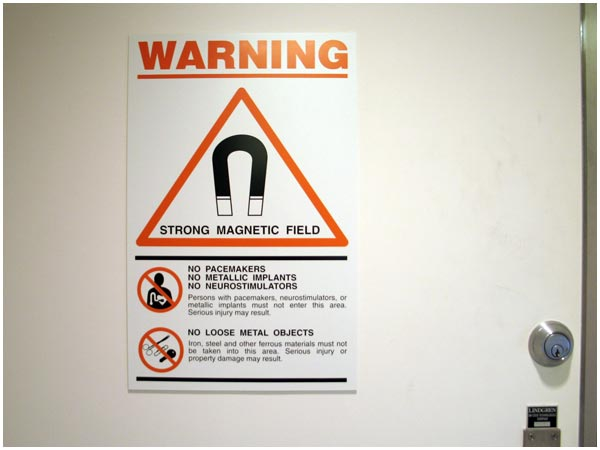 WARNING
STRONG MAGNETIC FIELD
NO PACEMAKERS
NO METALLIC IMPLANTS
NO NEUROSTIMULATORS
Persons with pacemakers, neurostimulators, or
metallic implants must not enter this area.
Serious injury may result.
NO LOOSE METAL OBJECTS
Iron, steel and other ferrous materials must not
be taken into this area. Serious injury or
property damage may result.
LINDGREN